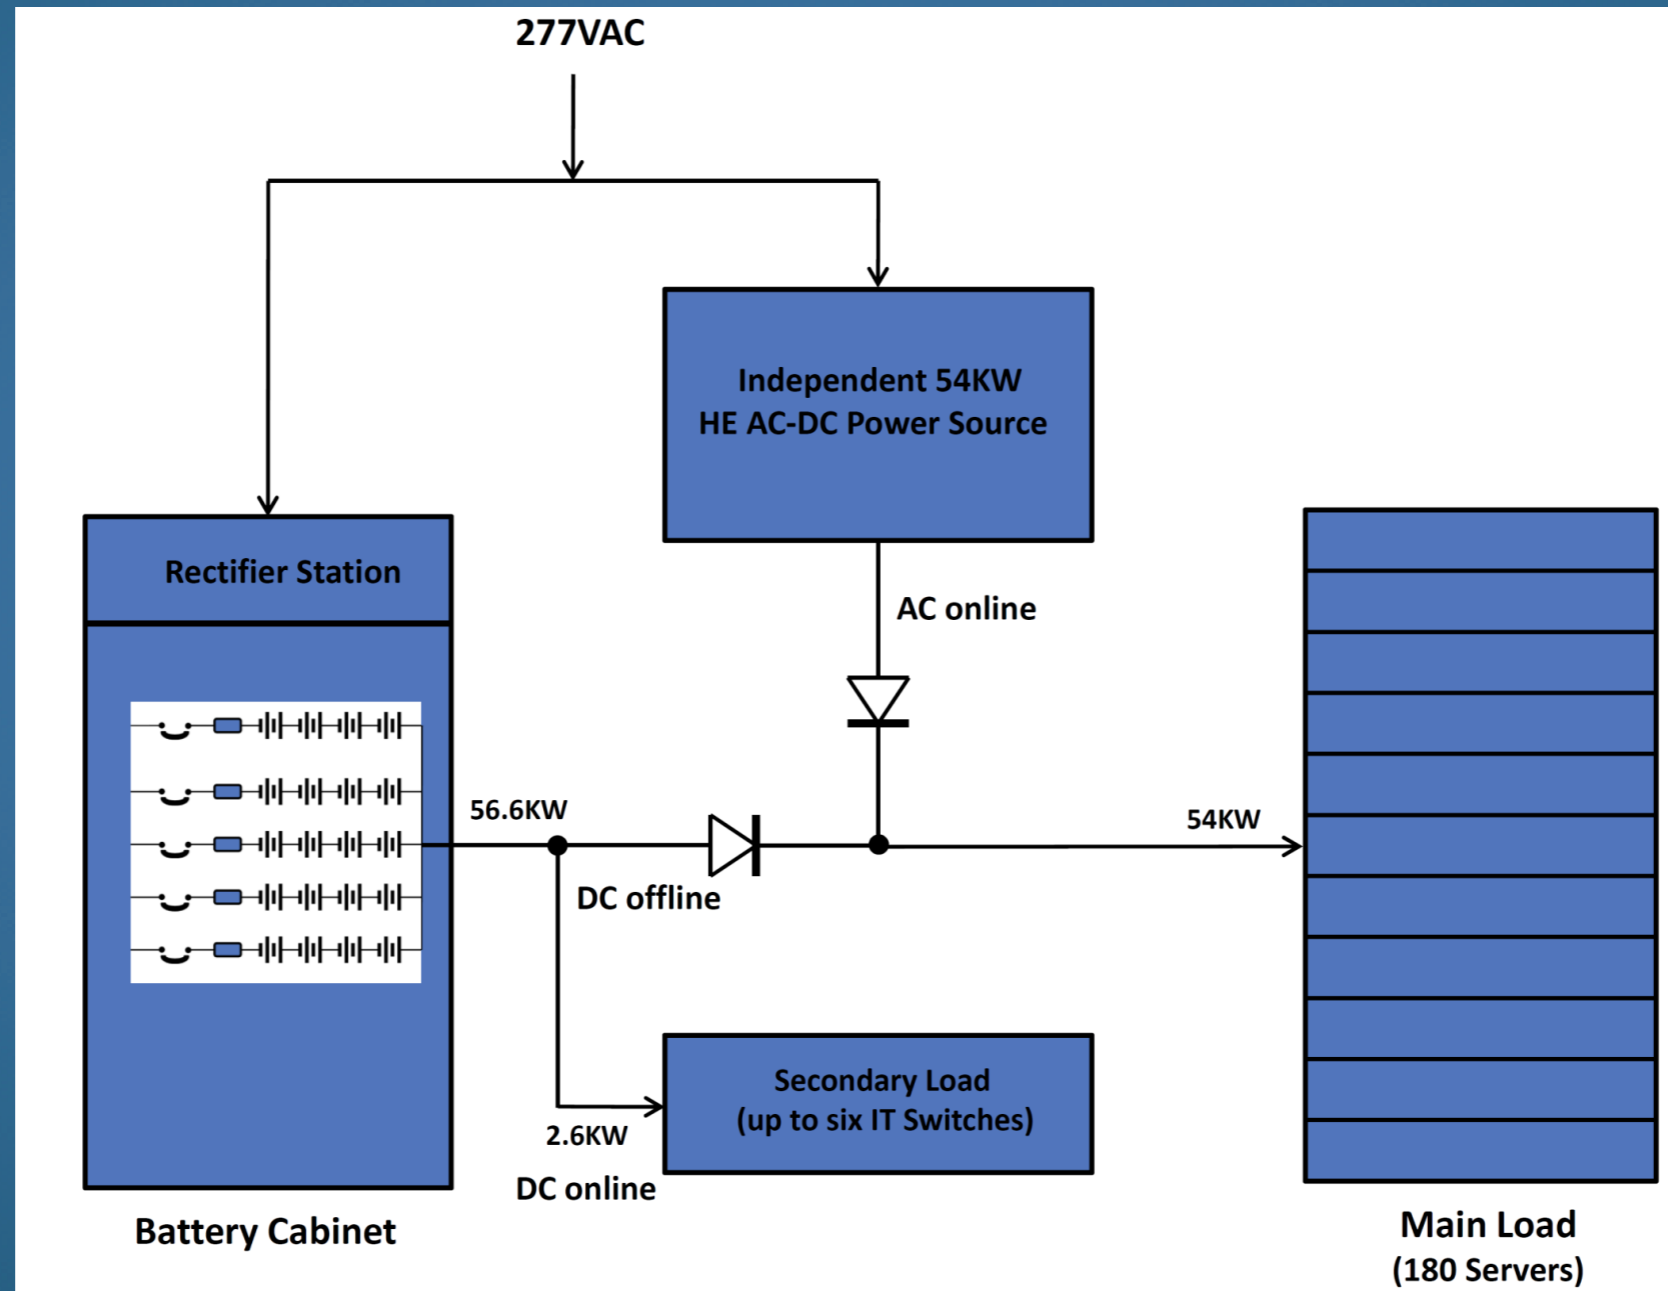 277VAC
Independent 54KW
HE AC-DC Power Source
Rectifier Station
AC online
56.6KW
54KW
DC offline
Secondary Load
(up to six IT Switches)
2.6KW
DC online
Battery Cabinet
Main Load
(180 Servers)